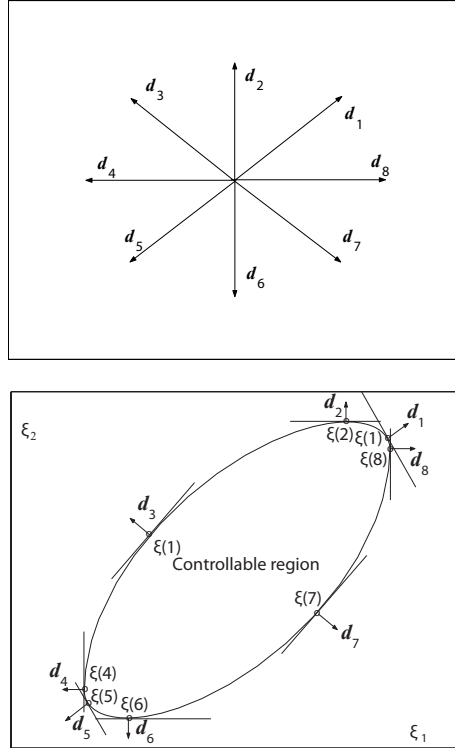 d2
d3
d1
d4
d8
d5
d7
d6
ξ2
d2
d1
ξ(2)
ξ(1)
ξ(8)
d8
d3
ξ(1)
Controllable region
ξ(7)
d7
d4
ξ(4)
ξ(5)
ξ(6)
d5
d6
ξ1